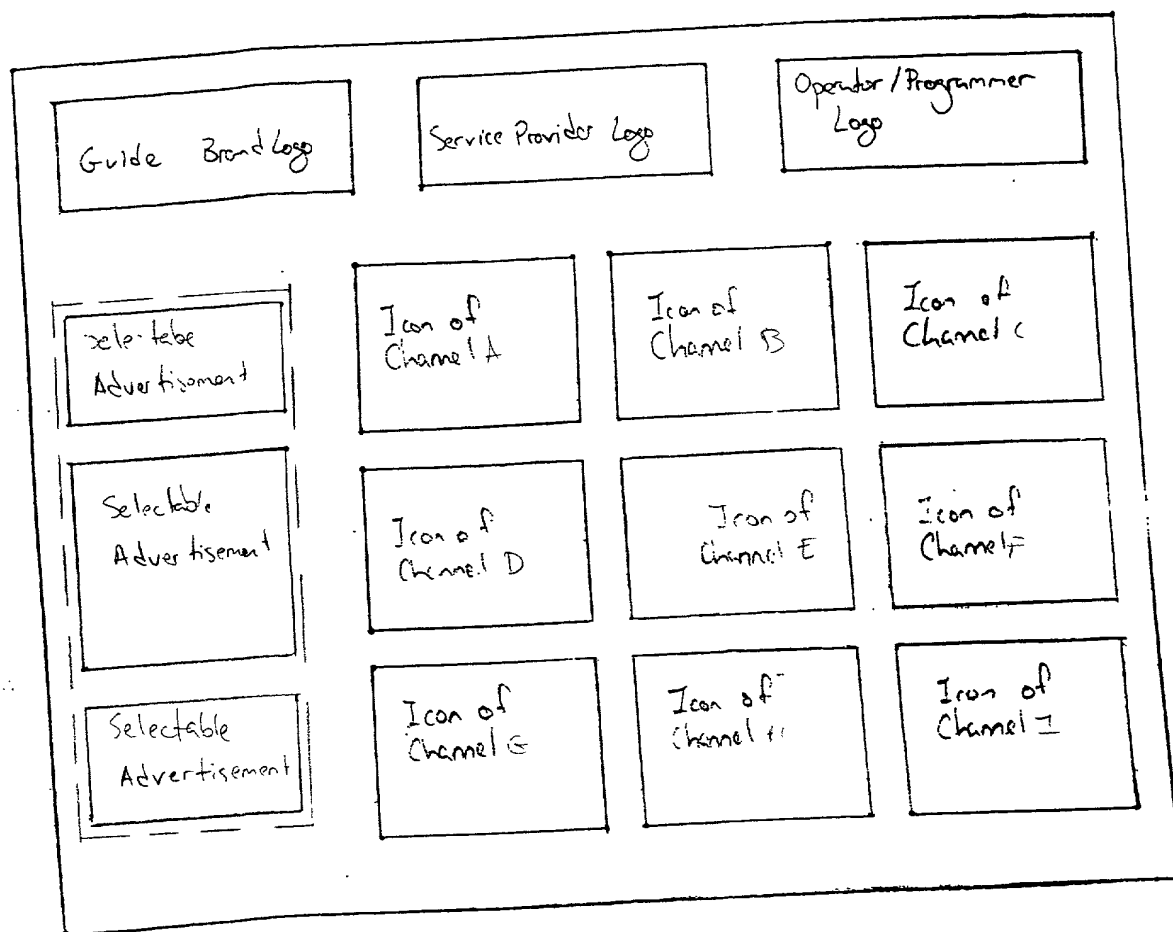 Guide Brand Logo
Service Provider Logo
Operator/Programmer
Logo
Selectable
Advertisement
Icon of
Channel A
Icon of
Channel B
Icon of
Channel C
Selectable
Advertisement
Icon of
Channel D
Icon of
Channel E
Icon of
Channel F
Selectable
Advertisement
Icon of
Channel G
Icon of
Channel H
Icon of
Channel I